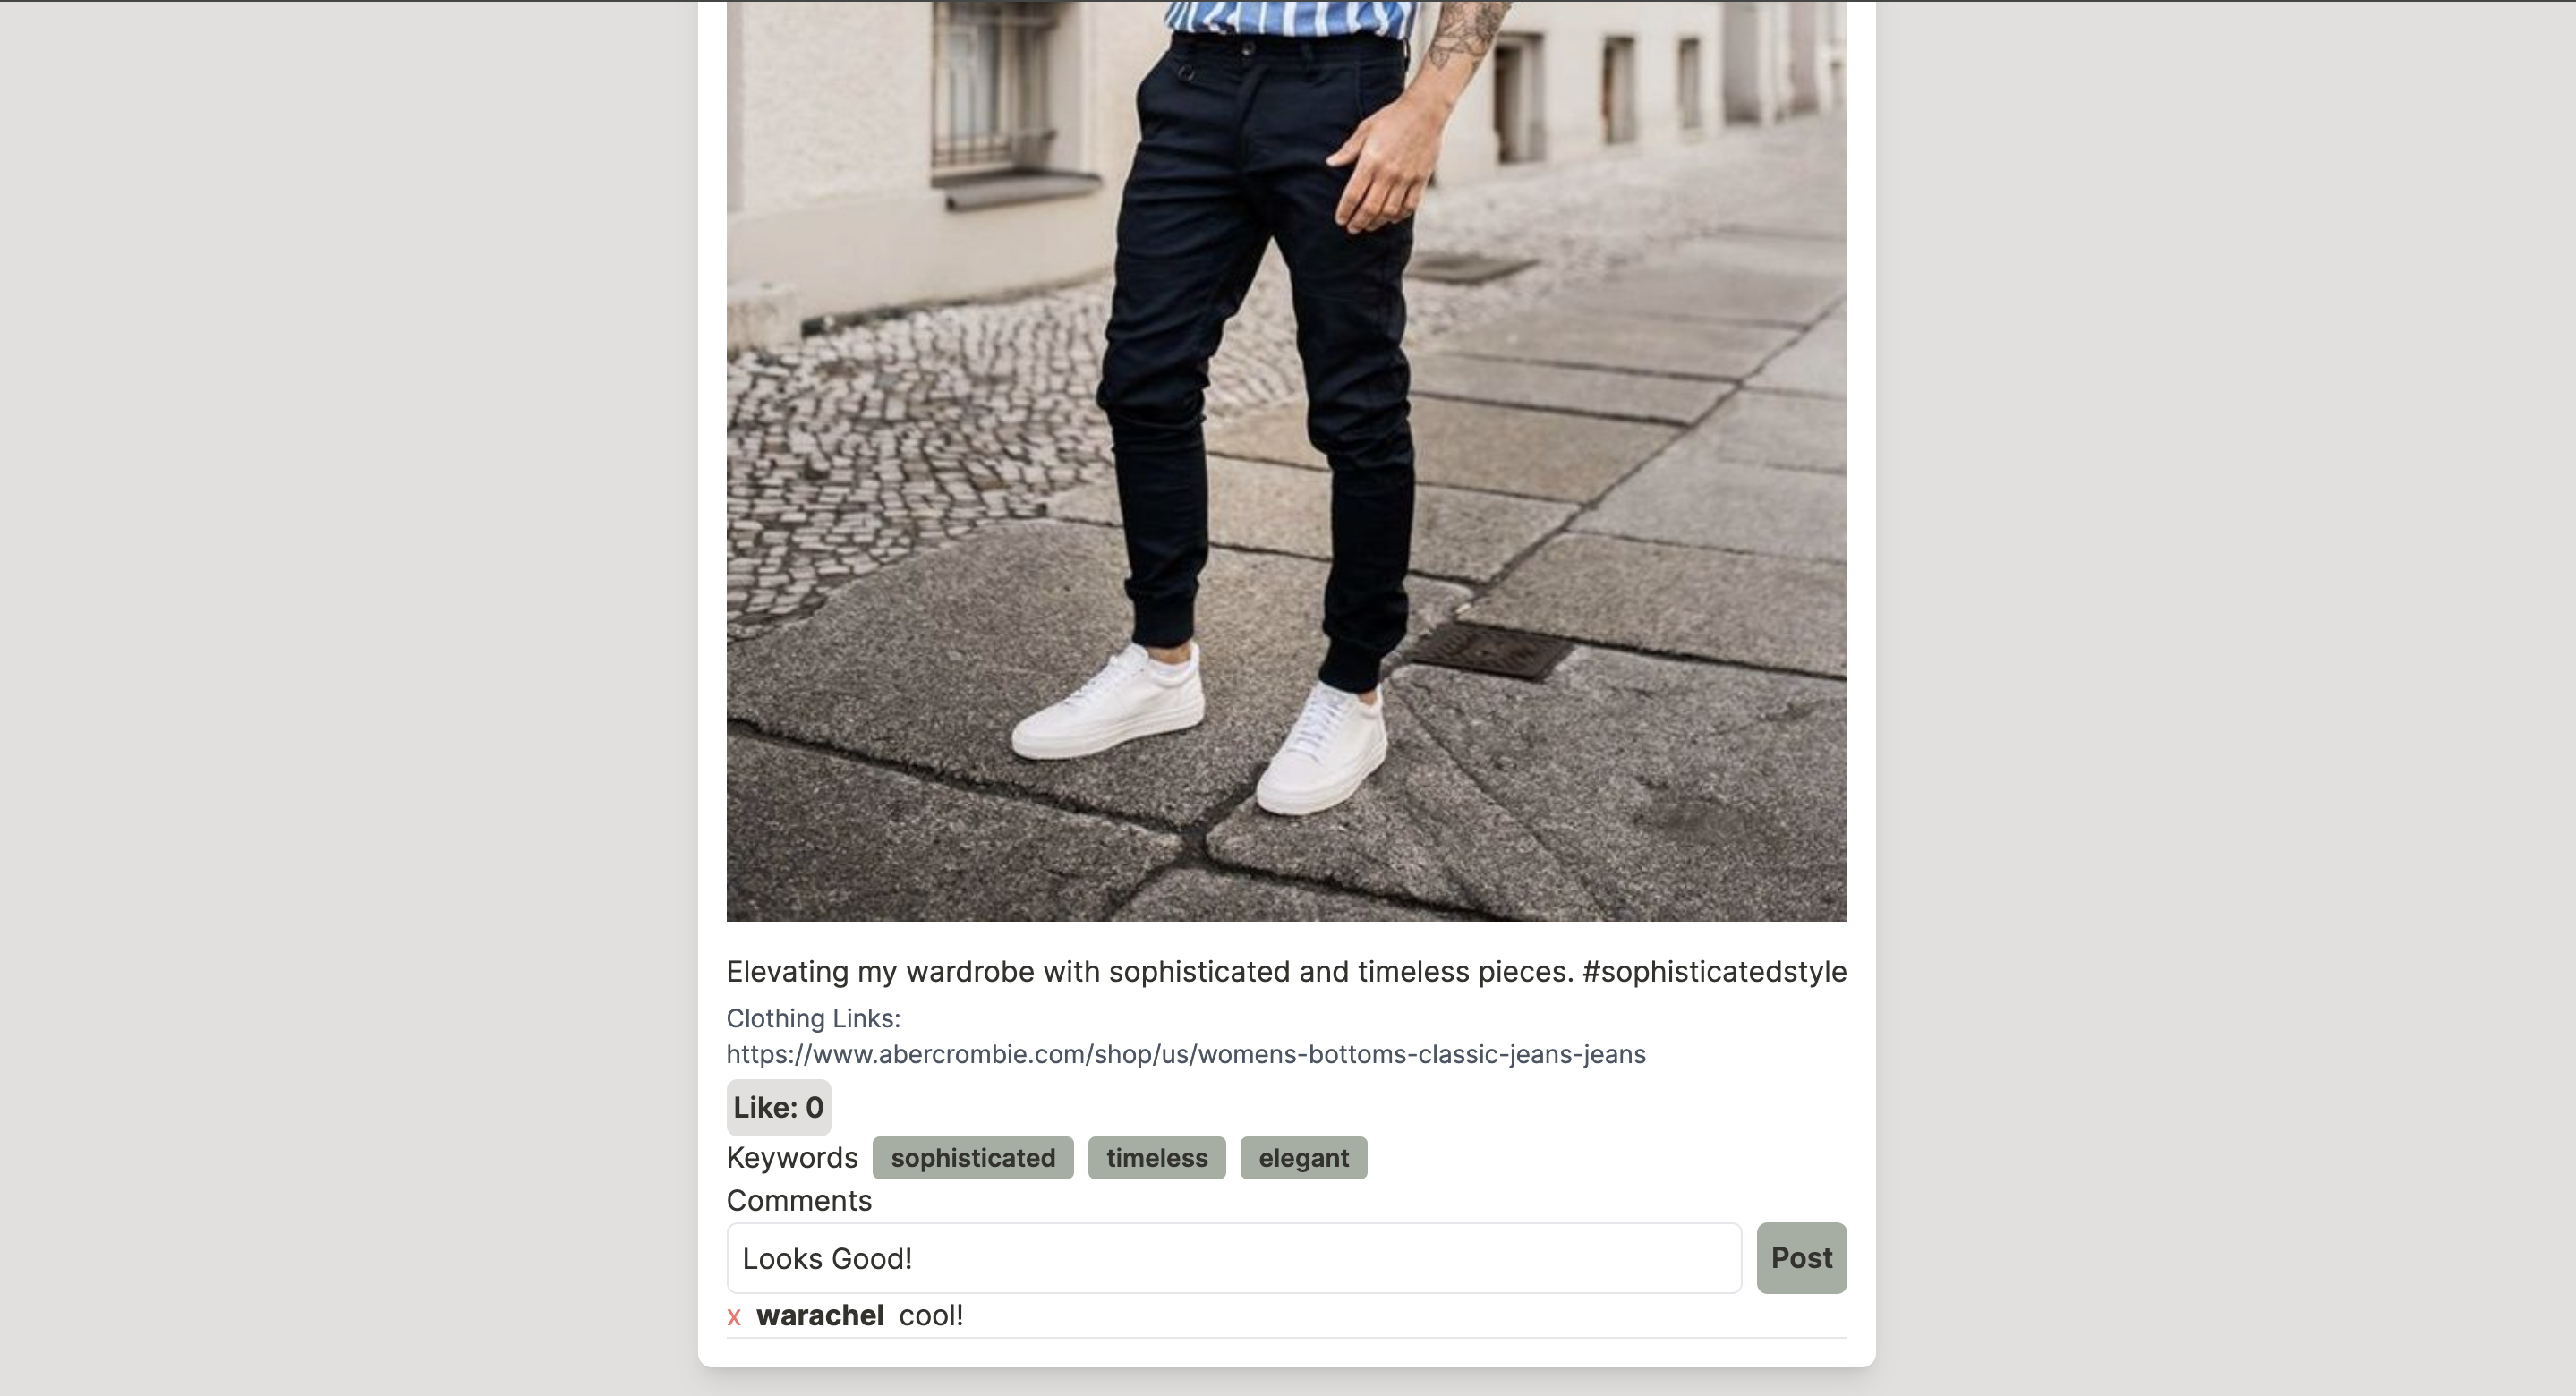 Elevating my wardrobe with sophisticated and timeless pieces. #sophisticatedstyle
Clothing Links:
https://www.abercrombie.com/shop/us/womens-bottoms-classic-jeans-jeans
Like: 0
Keywords sophisticated timeless elegant
Comments
Looks Good! Post
x warachel cool!